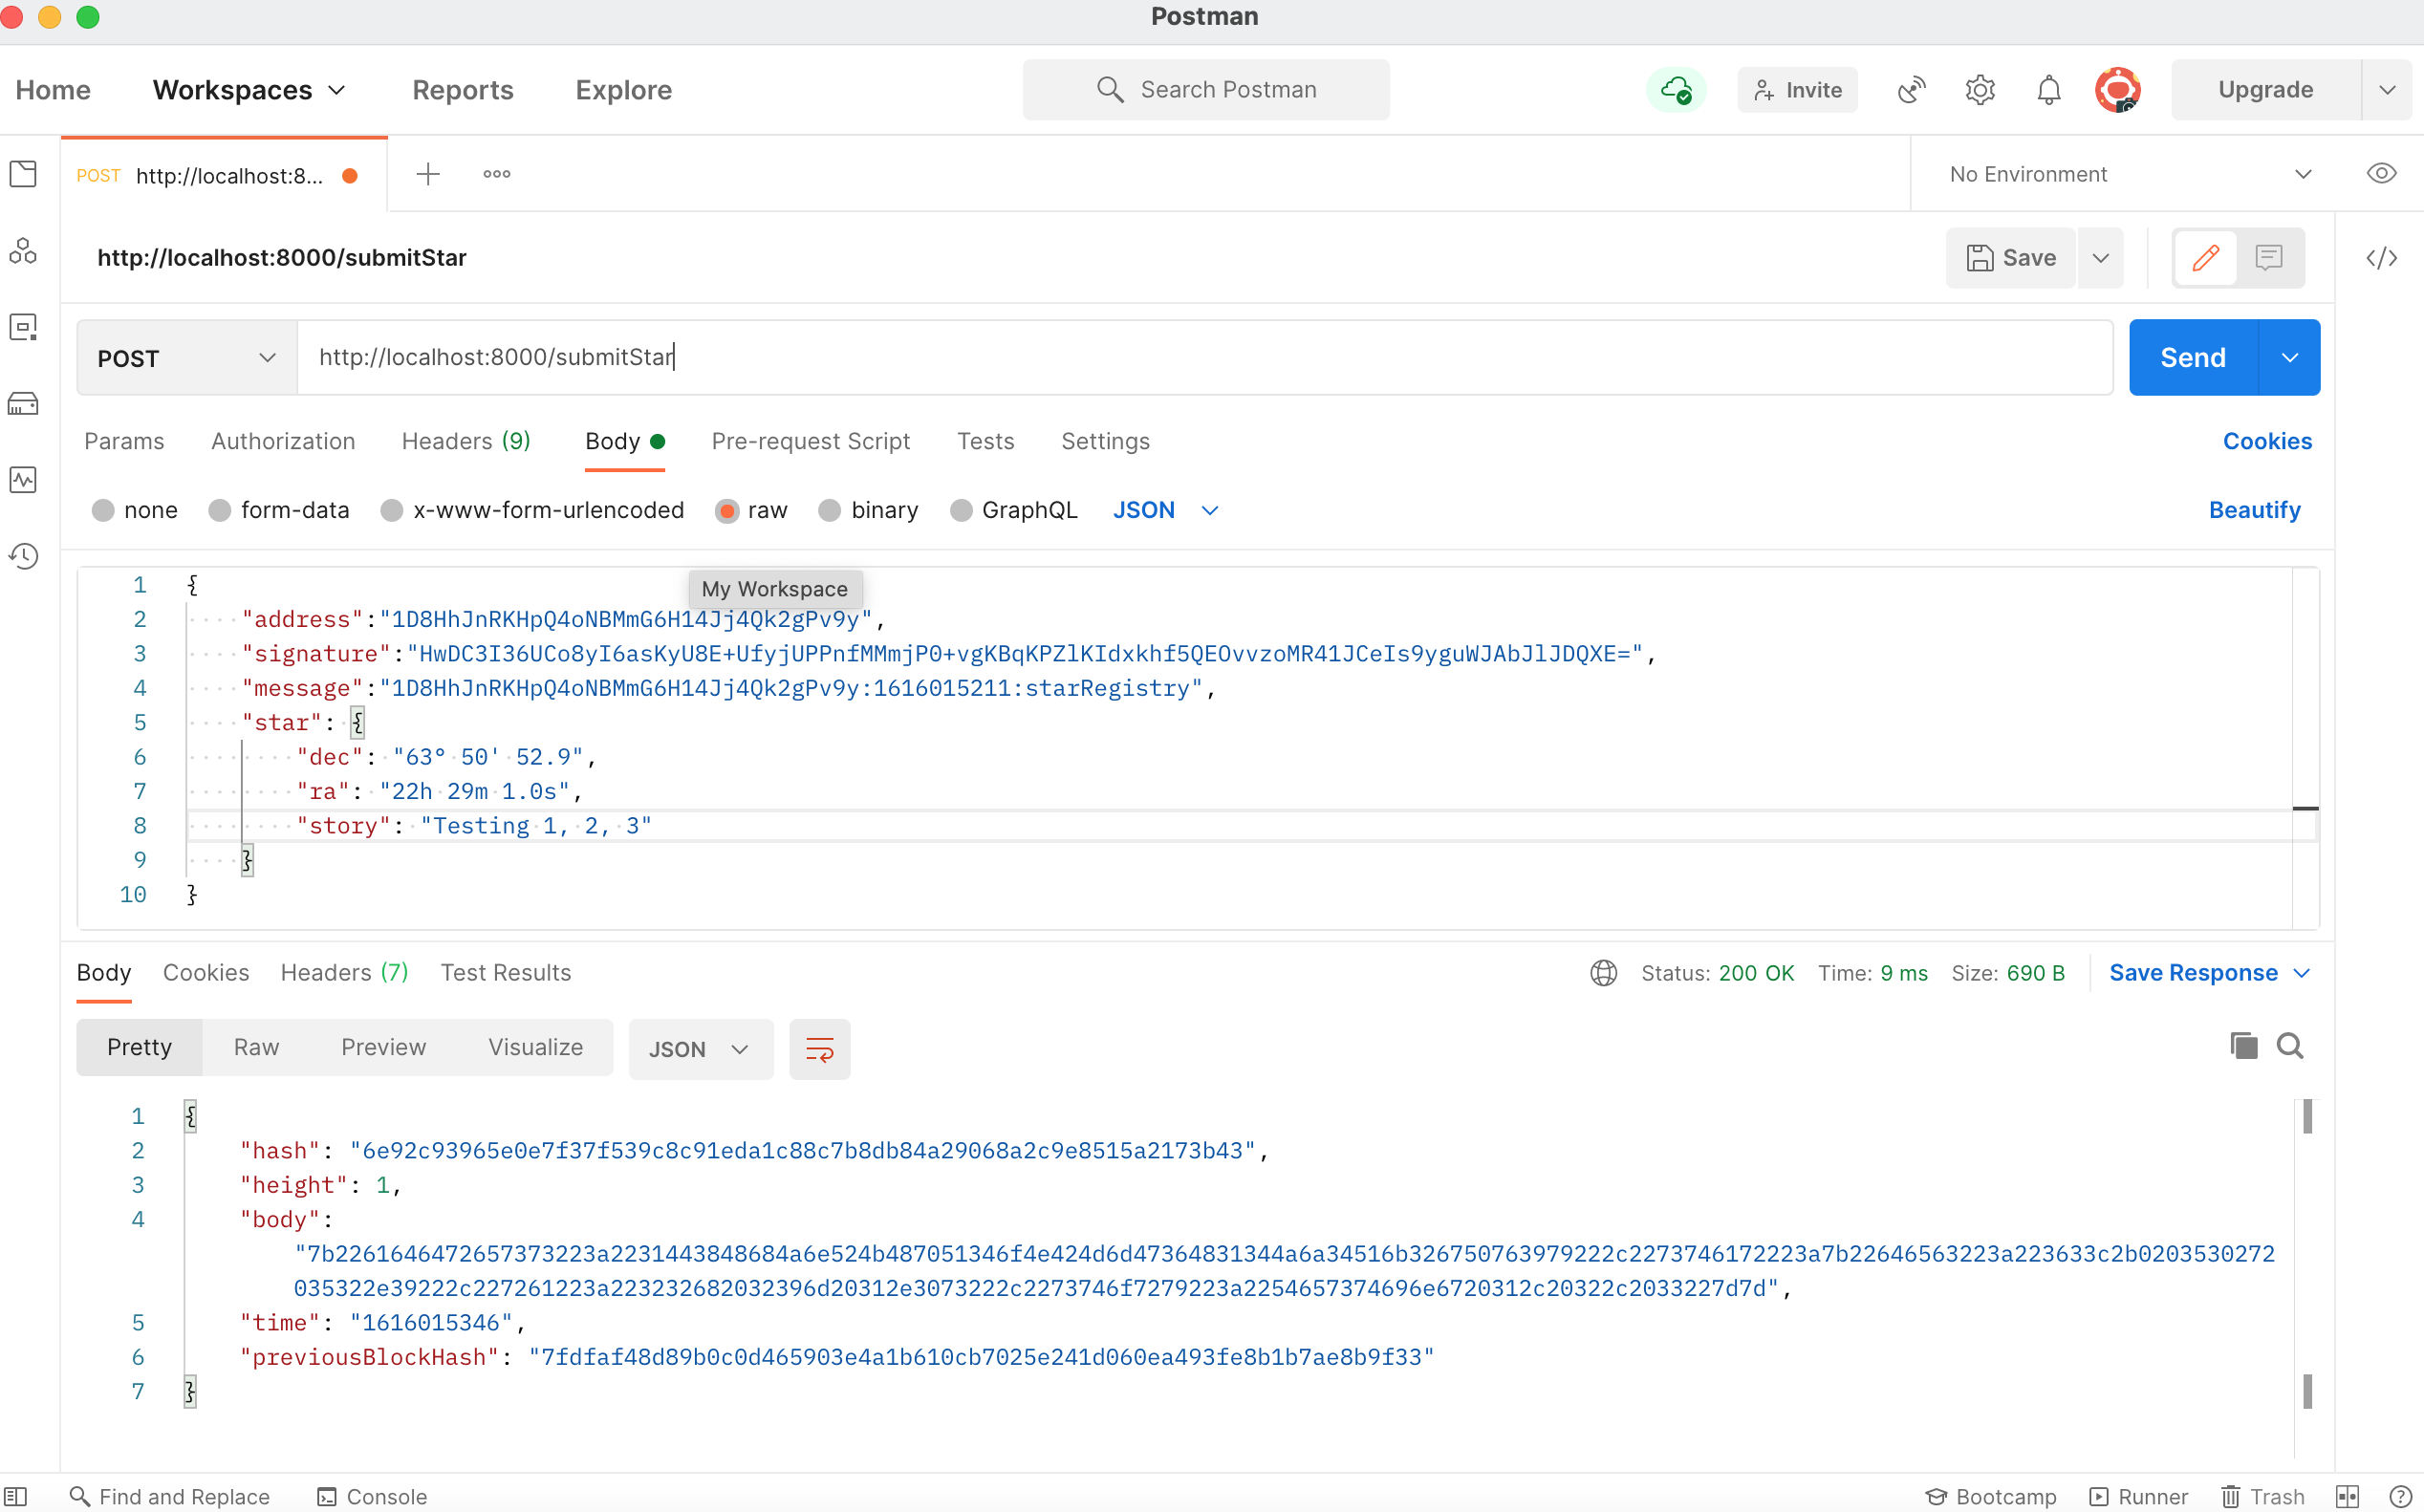 Postman
Home Workspaces Reports Explore Search Postman Invite Upgrade
POST http://localhost:8... No Environment
http://localhost:8000/submitStar Save
POST http://localhost:8000/submitStar Send
Params Authorization Headers (9) Body Pre-request Script Tests Settings Cookies
none form-data x-www-form-urlencoded raw binary GraphQL JSON Beautify
My Workspace
1 {
2 "address":"1D8HhJnRKHpQ4oNBMmG6H14Jj4Qk2gPv9y",
3 "signature":"HwDC3I36UCo8yI6asKyU8E+UfyjUPPnfMMmjP0+vgKBqKPZlKIdxkhf5QEOvvzoMR41JCeIs9yguWJAbJlJDQXE=",
4 "message":"1D8HhJnRKHpQ4oNBMmG6H14Jj4Qk2gPv9y:1616015211:starRegistry",
5 "star": {
6 "dec": "63° 50' 52.9",
7 "ra": "22h 29m 1.0s",
8 "story": "Testing 1, 2, 3"
9 }
10 }
Body Cookies Headers (7) Test Results Status: 200 OK Time: 9 ms Size: 690 B Save Response
Pretty Raw Preview Visualize JSON
1 {
2 "hash": "6e92c93965e0e7f37f539c8c91eda1c88c7b8db84a29068a2c9e8515a2173b43",
3 "height": 1,
4 "body":
"7b2261646472657373223a2231443848684a6e524b487051346f4e424d6d47364831344a6a34516b326750763979222c2273746172223a7b22646563223a223633c2b0203530272
035322e39222c227261223a223232682032396d20312e3073222c2273746f7279223a2254657374696e6720312c20322c2033227d7d",
5 "time": "1616015346",
6 "previousBlockHash": "7fdfaf48d89b0c0d465903e4a1b610cb7025e241d060ea493fe8b1b7ae8b9f33"
7 }
Find and Replace Console Bootcamp Runner Trash